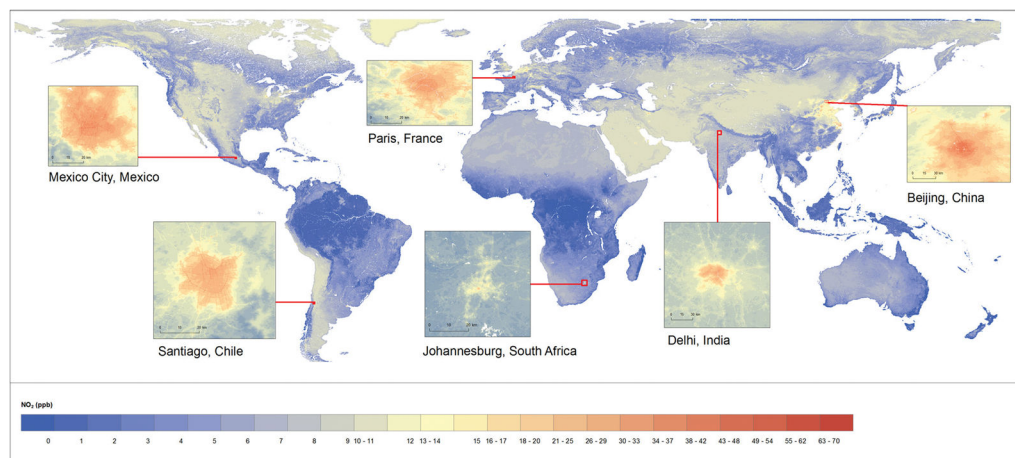 Paris, France
Mexico City, Mexico
Beijing, China
Santiago, Chile
Johannesburg, South Africa
Delhi, India
NO₂ (ppb)
0 1 2 3 4 5 6 7 8 9 10 - 11 12 13 - 14 15 16 - 17 18 - 20 21 - 25 26 - 29 30 - 33 34 - 37 38 - 42 43 - 48 49 - 54 55 - 62 63 - 70